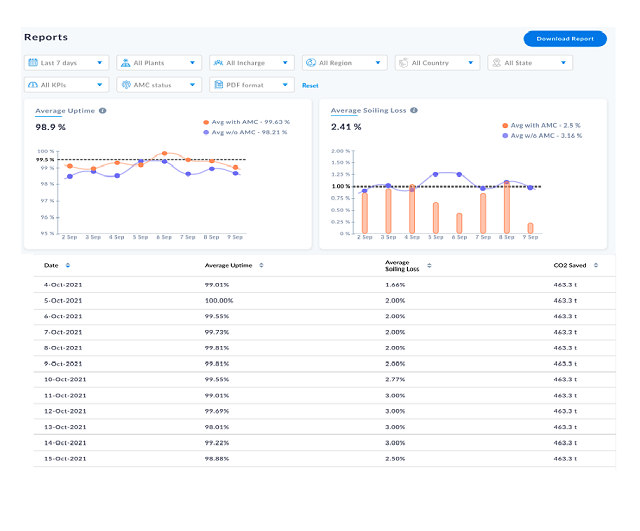 Reports
Download Report
Last 7 days
All Plants
All Incharge
All Region
All Country
All State
All KPIs
AMC status
PDF format
Reset
Average Uptime
98.9 %
Avg with AMC - 99.63 %
Avg w/o AMC - 98.21 %
100 %
99.5 %
99 %
98 %
97 %
96 %
95 %
2 Sep 3 Sep 4 Sep 5 Sep 6 Sep 7 Sep 8 Sep 9 Sep
Average Soiling Loss
2.41 %
Avg with AMC - 2.5 %
Avg w/o AMC - 3.16 %
2.00 %
1.50 %
1.25 %
1.00 %
0.75 %
0.50 %
0.25 %
0 %
2 Sep 3 Sep 4 Sep 5 Sep 6 Sep 7 Sep 8 Sep 9 Sep
Date Average Uptime Average Soiling Loss CO2 Saved
4-Oct-2021 99.01% 1.66% 463.3 t
5-Oct-2021 100.00% 2.00% 463.3 t
6-Oct-2021 99.55% 2.00% 463.3 t
7-Oct-2021 99.73% 2.00% 463.3 t
8-Oct-2021 99.81% 2.00% 463.3 t
9-Oct-2021 99.81% 2.00% 463.3 t
10-Oct-2021 99.55% 2.77% 463.3 t
11-Oct-2021 99.01% 3.00% 463.3 t
12-Oct-2021 99.69% 3.00% 463.3 t
13-Oct-2021 98.01% 3.00% 463.3 t
14-Oct-2021 99.22% 3.00% 463.3 t
15-Oct-2021 98.88% 2.50% 463.3 t